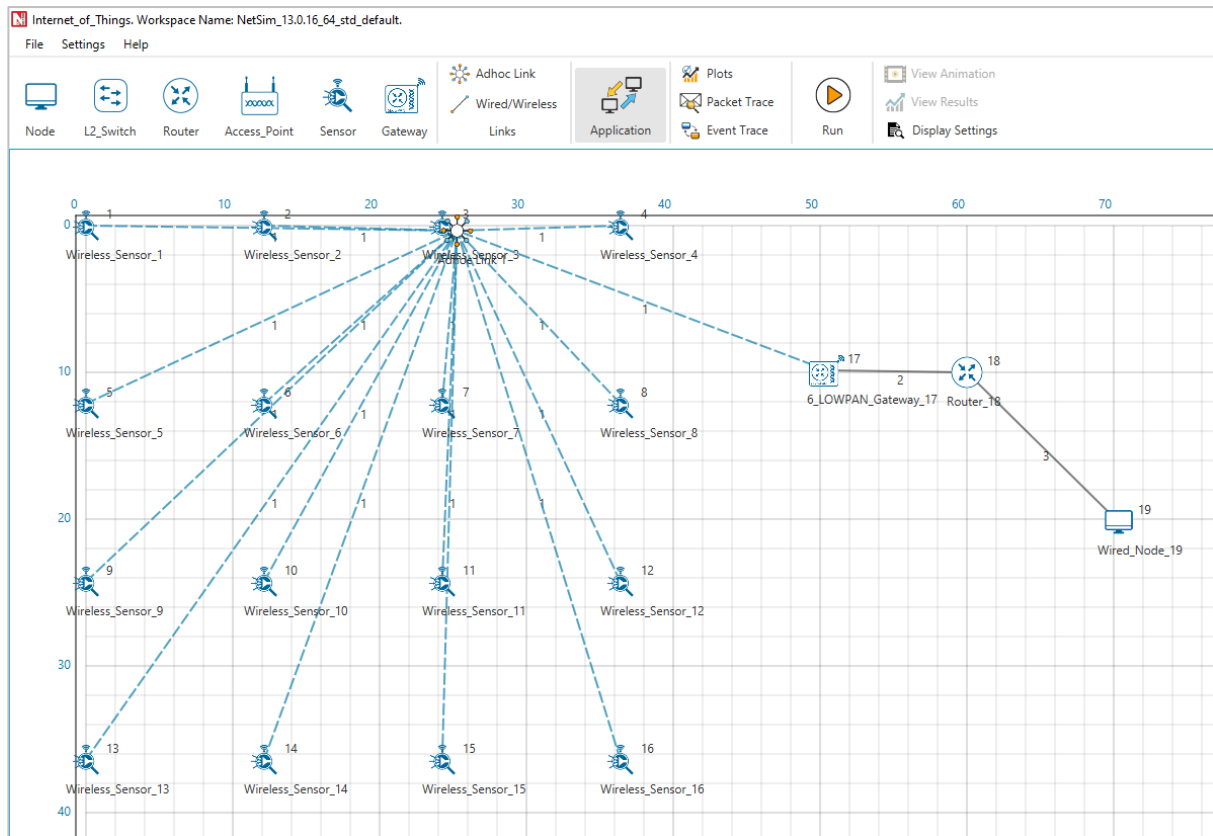 Internet_of_Things. Workspace Name: NetSim_13.0.16_64_std_default.
File Settings Help
Node
L2_Switch
Router
Access_Point
Sensor
Gateway
Adhoc Link
Wired/Wireless
Links
Application
Plots
Packet Trace
Event Trace
Run
View Animation
View Results
Display Settings
0 10 20 30 40 50 60 70
0
1 2 3 4
1 1 1
Wireless_Sensor_1 Wireless_Sensor_2 Wireless_Sensor_3 Wireless_Sensor_4
Adhoc Link 1
1
1 1 1 1
10
17 2 18
6_LOWPAN_Gateway_17 Router_18
5 6 7 8
1 1 1
Wireless_Sensor_5 Wireless_Sensor_6 Wireless_Sensor_7 Wireless_Sensor_8
3
20
1 1 1 1
19
Wired_Node_19
9 10 11 12
Wireless_Sensor_9 Wireless_Sensor_10 Wireless_Sensor_11 Wireless_Sensor_12
30
13 14 15 16
Wireless_Sensor_13 Wireless_Sensor_14 Wireless_Sensor_15 Wireless_Sensor_16
40